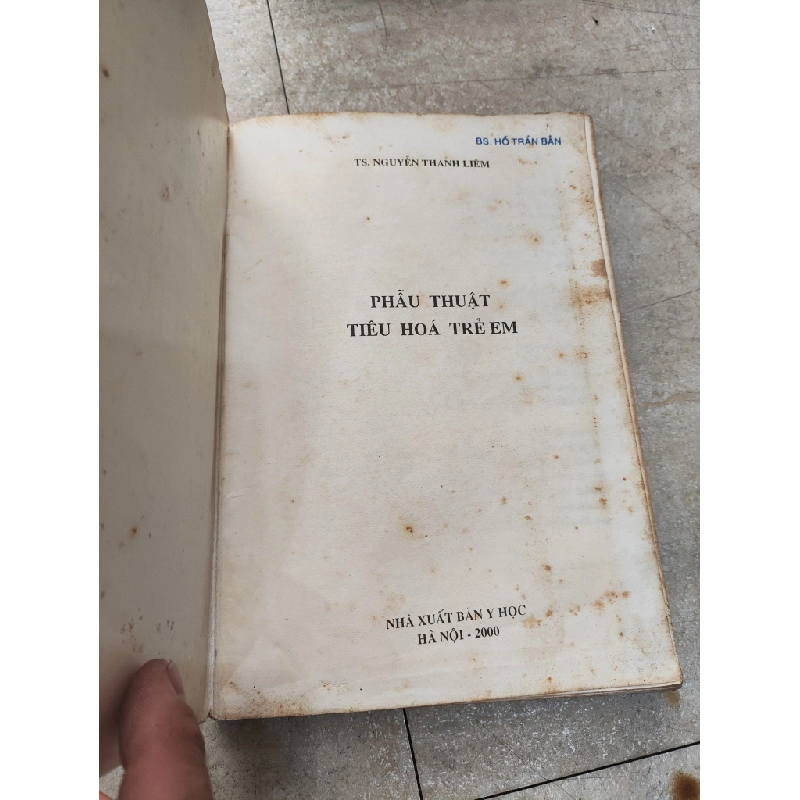 BS. HỒ TRẦN BẢN
TS. NGUYỄN THANH LIÊM
PHẪU THUẬT
TIÊU HOÁ TRẺ EM
NHÀ XUẤT BẢN Y HỌC
HÀ NỘI - 2000